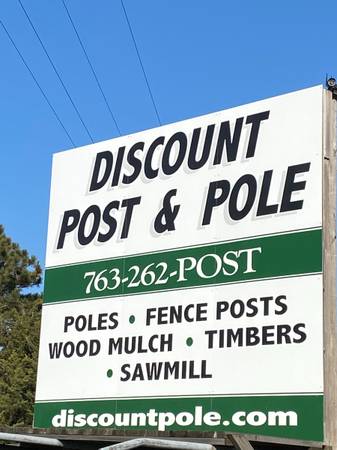 DISCOUNT
POST & POLE
763-262-POST
POLES • FENCE POSTS
WOOD MULCH • TIMBERS
• SAWMILL
discountpole.com